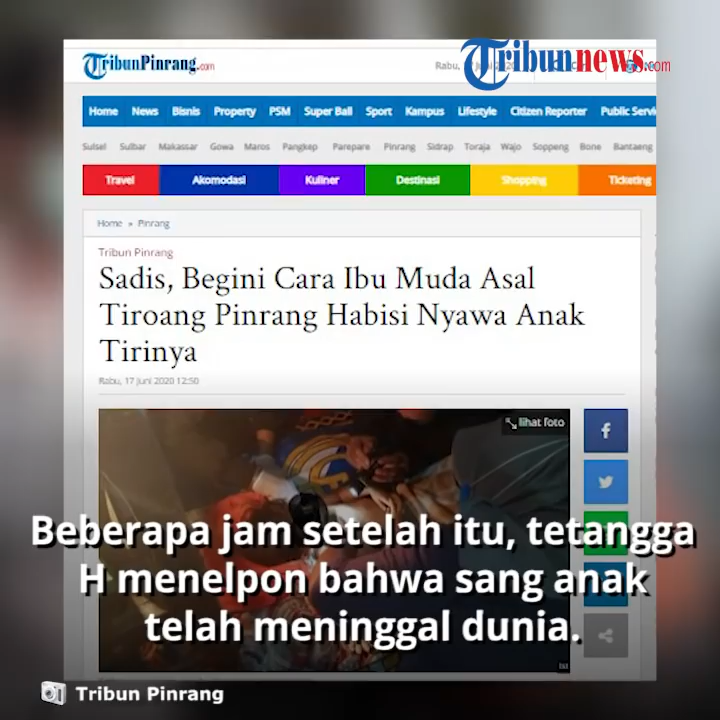 TribunPinrang.com
Tribunnews.com
Home News Bisnis Property PSM Super Ball Sport Kampus Lifestyle Citizen Reporter Public
Sulsel Sulbar Makassar Gowa Maros Pangkep Parepare Pinrang Sidrap Toraja Wajo Soppeng Bone Bantaeng
Travel Akomodasi Kuliner Destinasi Shopping Ticketing
Home » Pinrang
Tribun Pinrang
Sadis, Begini Cara Ibu Muda Asal
Tiroang Pinrang Habisi Nyawa Anak
Tirinya
Rabu, 17 Juni 2020 12:50
lihat foto
Beberapa jam setelah itu, tetangga
H menelpon bahwa sang anak
telah meninggal dunia.
Tribun Pinrang